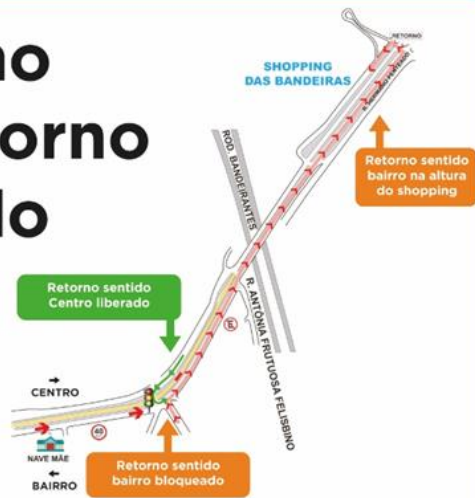 no
orno
lo
RETORNO
SHOPPING
DAS BANDEIRAS
Retorno sentido
bairro na altura
do shopping
ROD. BANDEIRANTES
R. ANTÔNIA FRUTUOSA FELISBINO
Retorno sentido
Centro liberado
CENTRO
40
NAVE MÃE
BAIRRO
Retorno sentido
bairro bloqueado